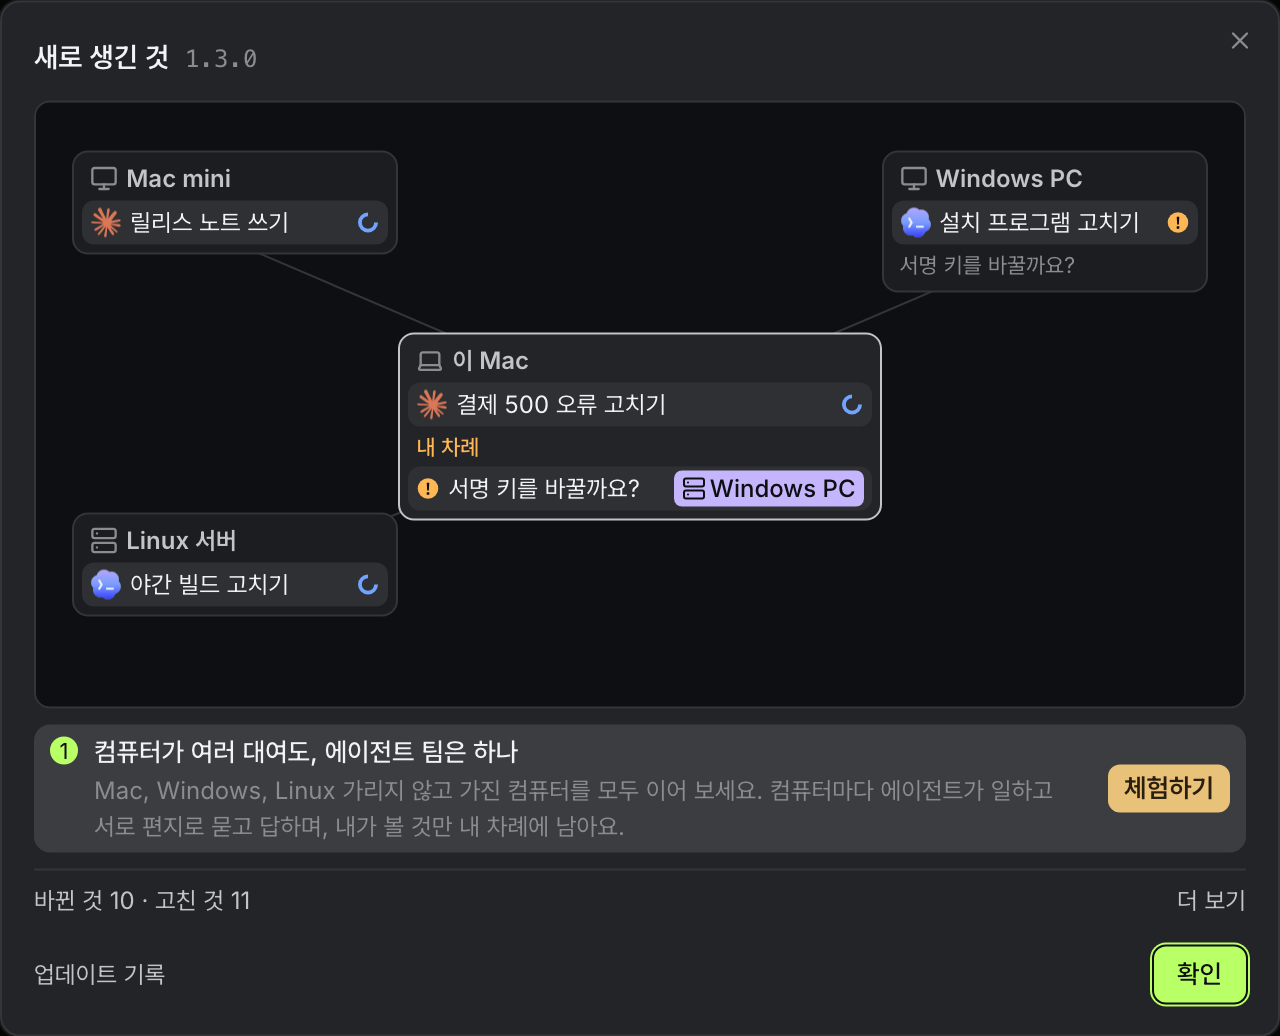 새로 생긴 것 1.3.0
Mac mini
릴리스 노트 쓰기
Windows PC
설치 프로그램 고치기
서명 키를 바꿀까요?
이 Mac
결제 500 오류 고치기
내 차례
서명 키를 바꿀까요? Windows PC
Linux 서버
야간 빌드 고치기
1 컴퓨터가 여러 대여도, 에이전트 팀은 하나
Mac, Windows, Linux 가리지 않고 가진 컴퓨터를 모두 이어 보세요. 컴퓨터마다 에이전트가 일하고
서로 편지로 묻고 답하며, 내가 볼 것만 내 차례에 남아요.
체험하기
바뀐 것 10 · 고친 것 11
더 보기
업데이트 기록
확인